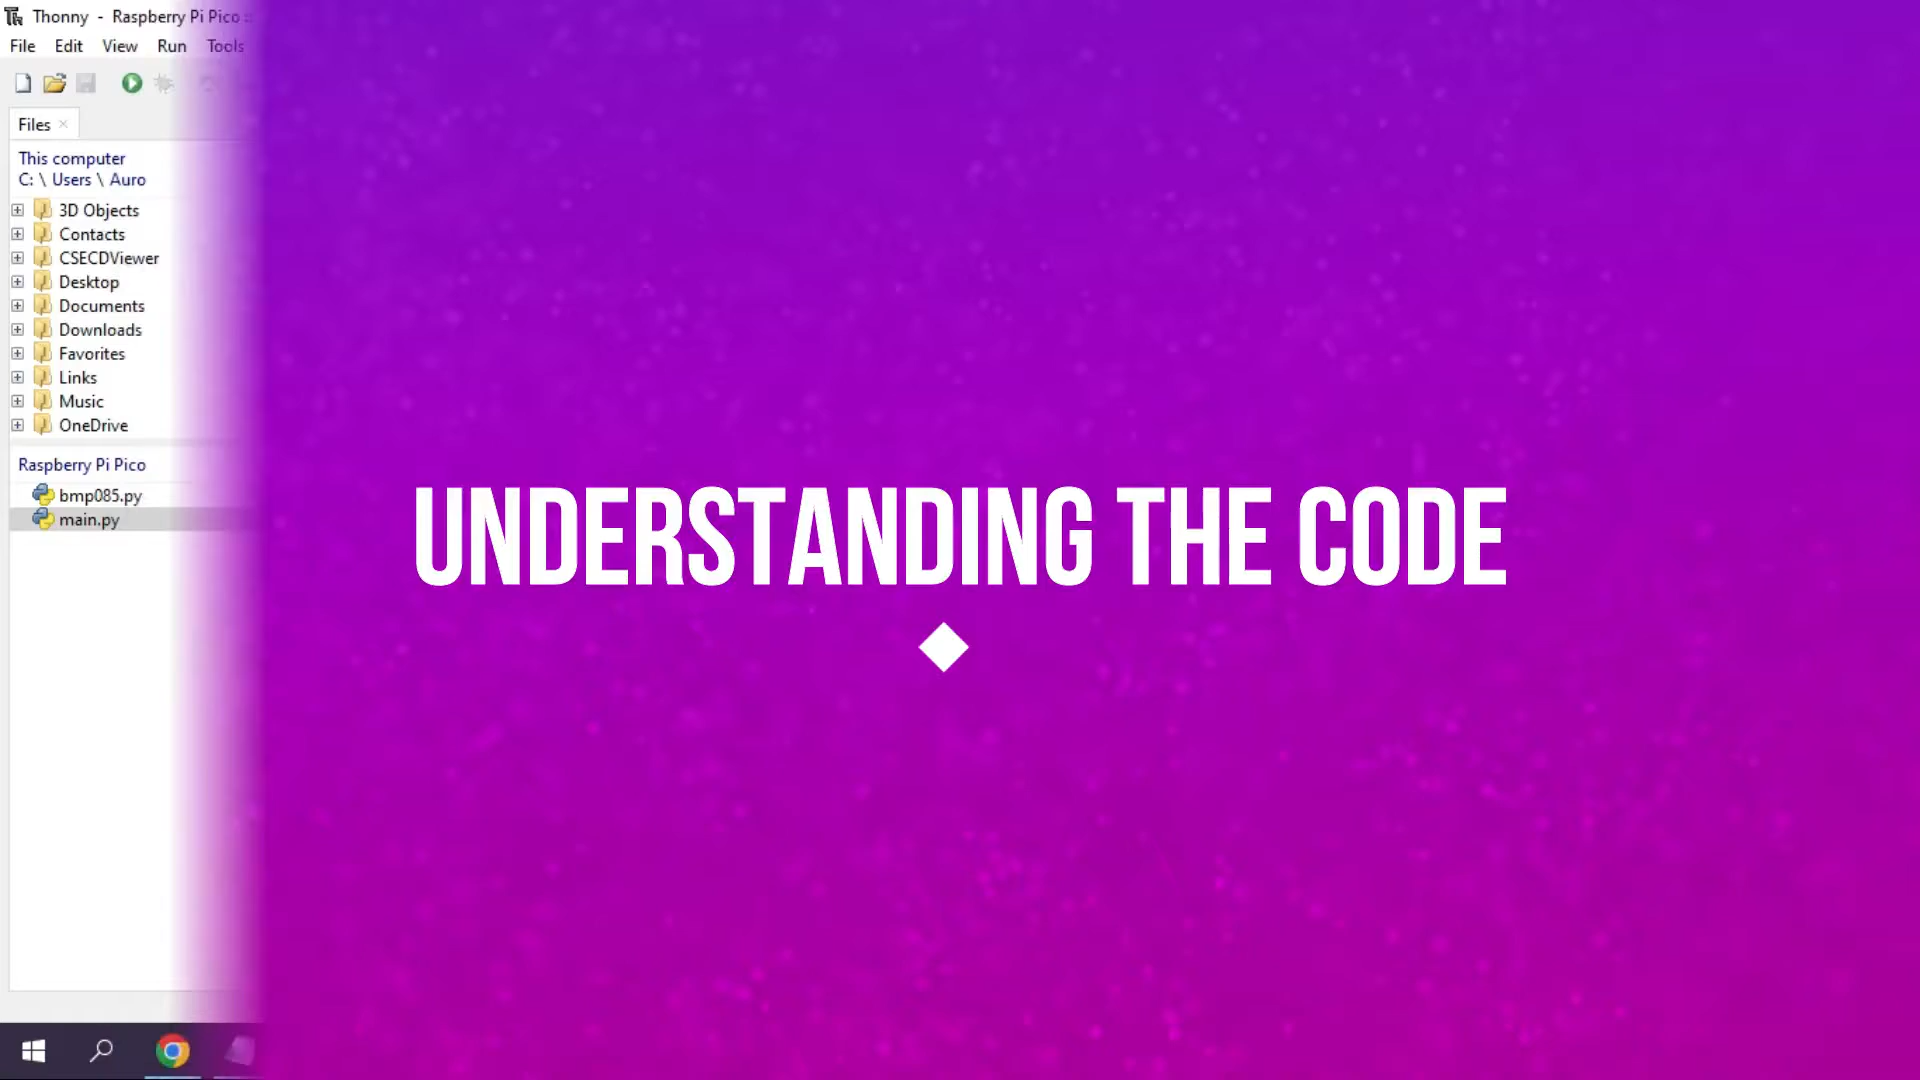 Thonny - Raspberry Pi Pico
File Edit View Run Tools
Files
This computer
C: \ Users \ Auro
3D Objects
Contacts
CSECDViewer
Desktop
Documents
Downloads
Favorites
Links
Music
OneDrive
Raspberry Pi Pico
bmp085.py
main.py
UNDERSTANDING THE CODE